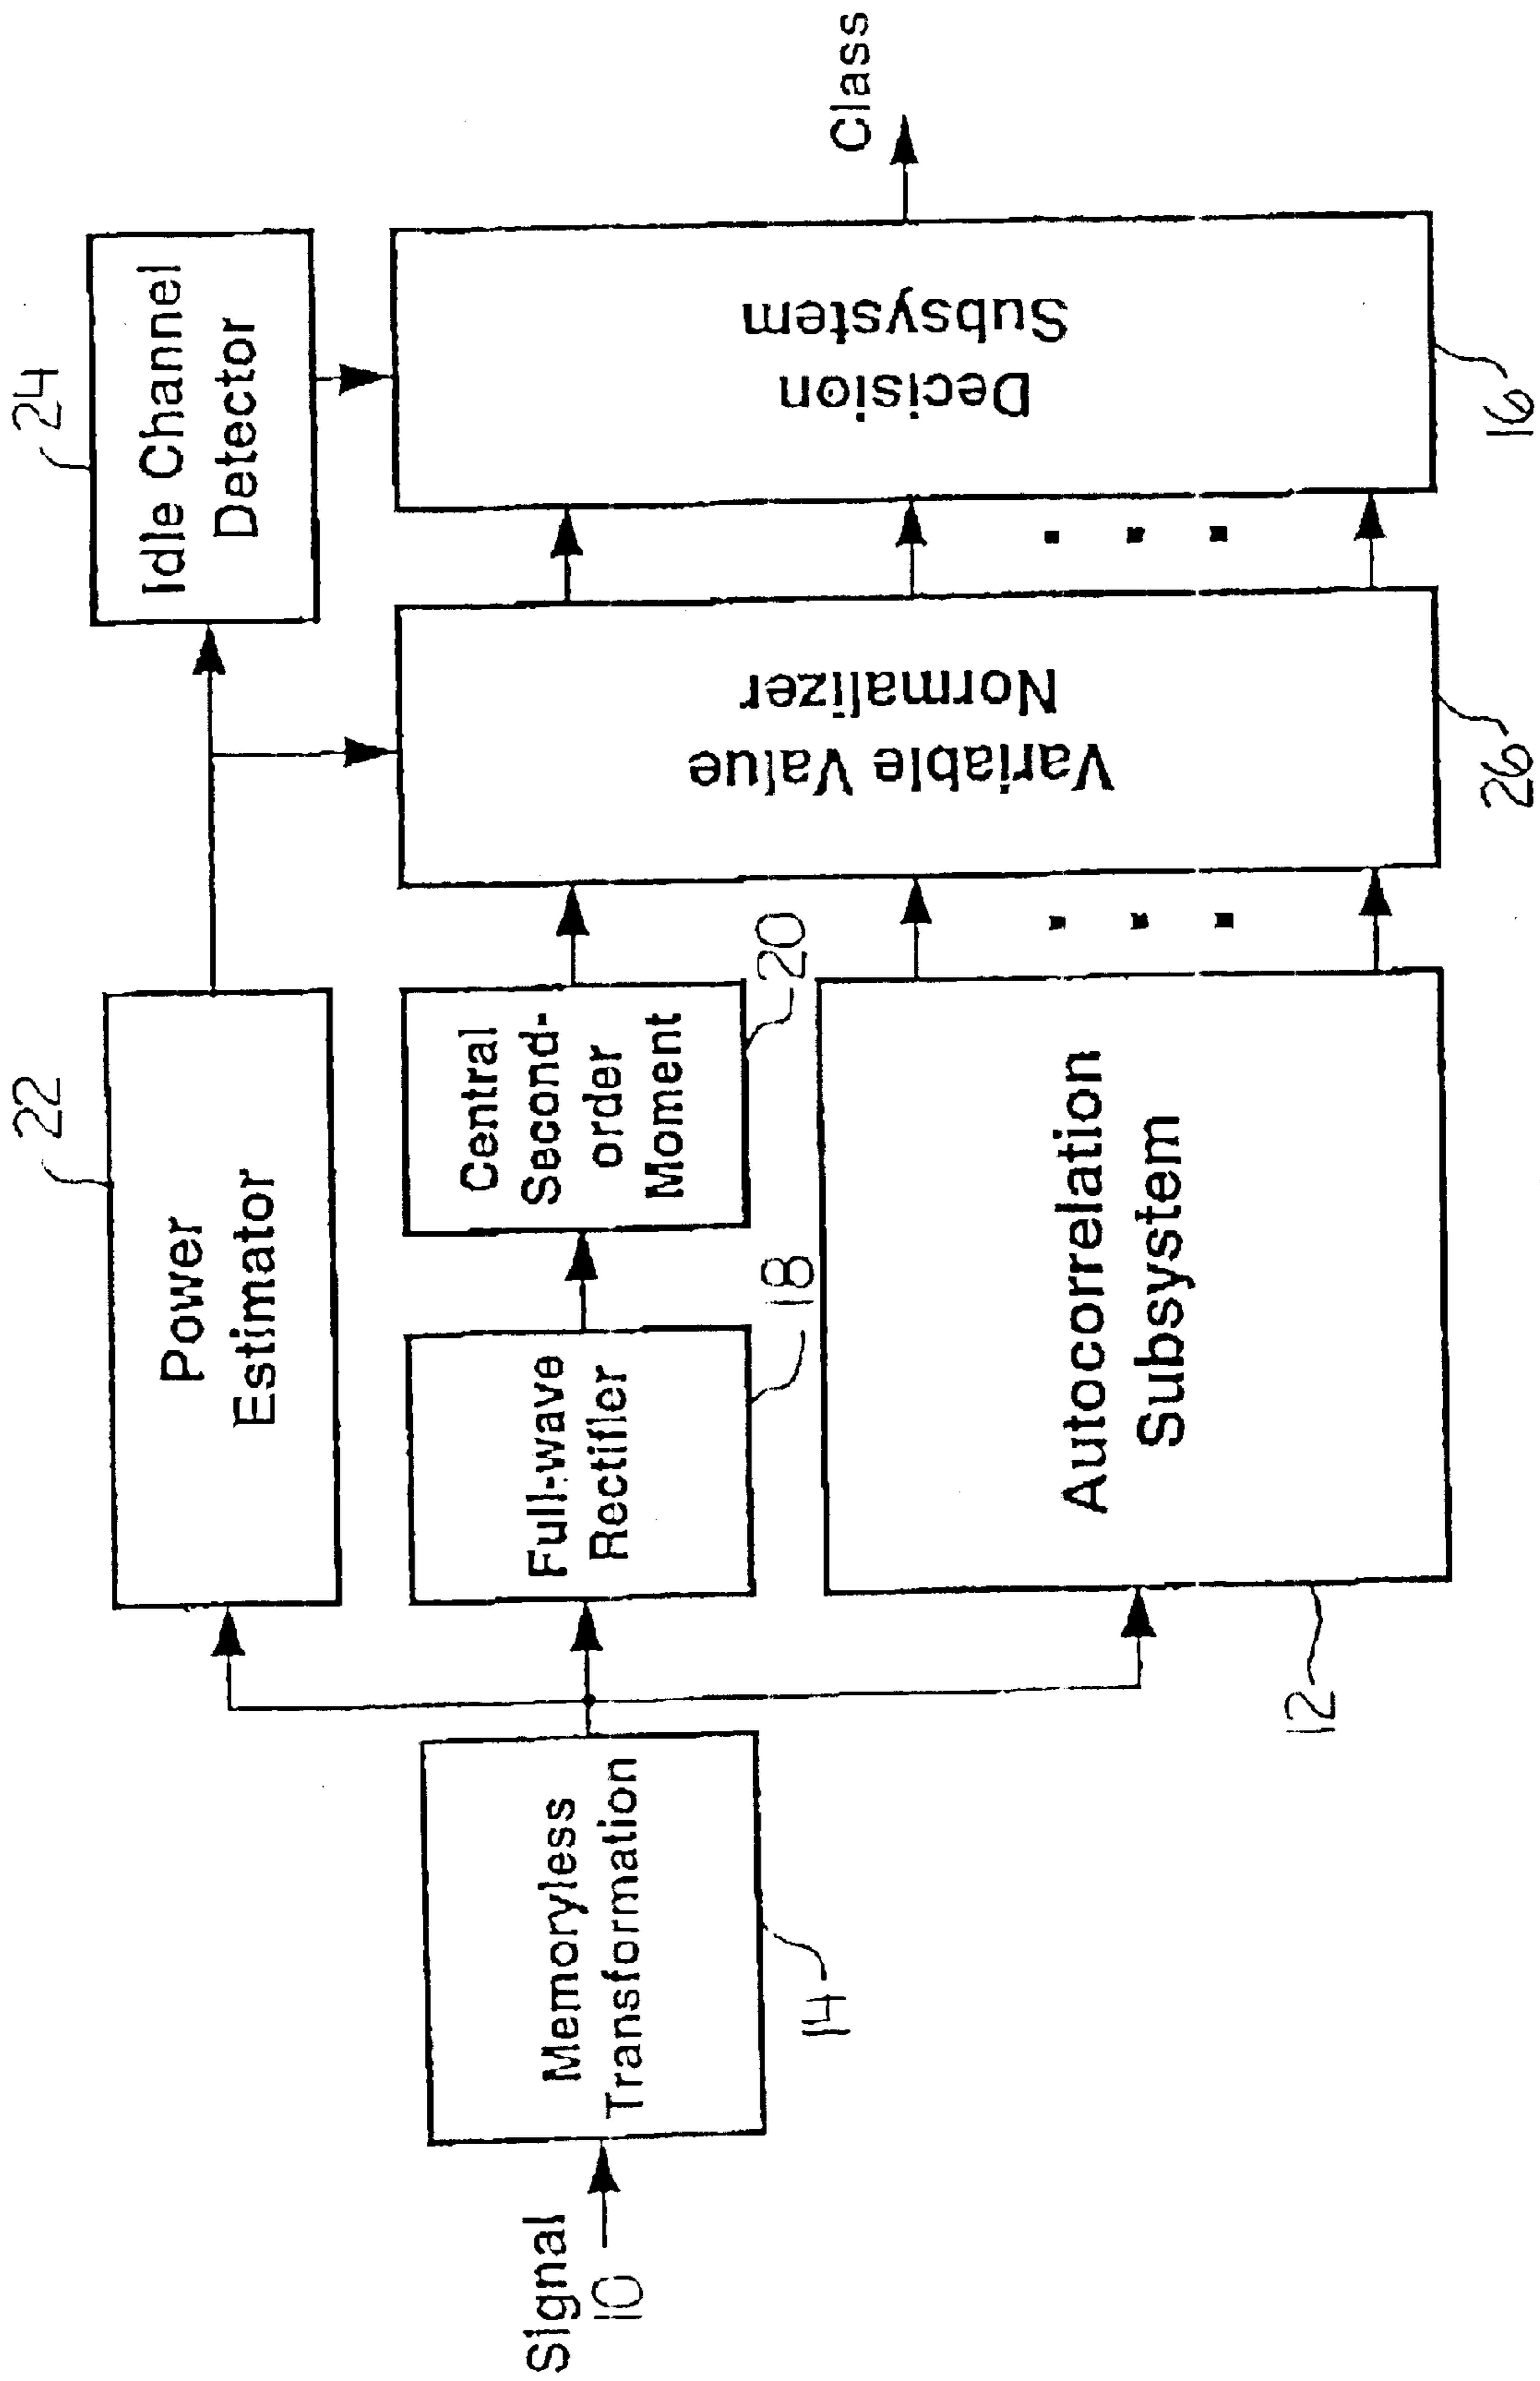 Signal
10
Memoryless
Transformation
14
22
Power
Estimator
Full-wave
Rectifier
18
Central
Second-
order
Moment
20
Autocorrelation
Subsystem
12
Variable Value
Normalizer
26
24
Idle Channel
Detector
Decision
Subsystem
16
Class